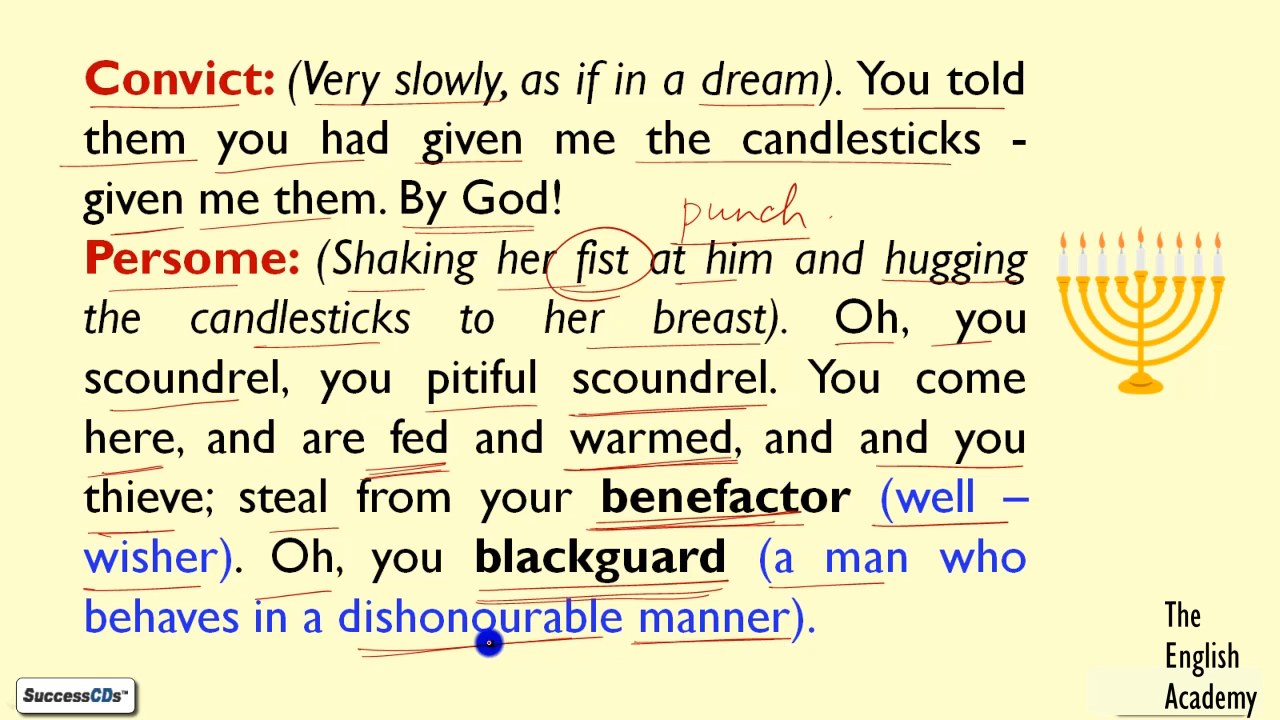 Convict: (Very slowly, as if in a dream). You told
them you had given me the candlesticks -
given me them. By God!
punch.
Persome: (Shaking her fist at him and hugging
the candlesticks to her breast). Oh, you
scoundrel, you pitiful scoundrel. You come
here, and are fed and warmed, and and you
thieve; steal from your benefactor (well –
wisher). Oh, you blackguard (a man who
behaves in a dishonourable manner).
The
English
Academy
SuccessCDs™